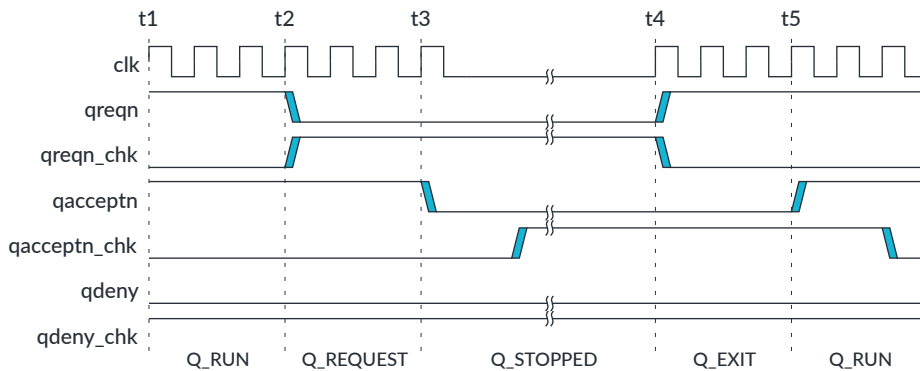 t1 t2 t3 t4 t5
clk
qreqn
qreqn_chk
qacceptn
qacceptn_chk
qdeny
qdeny_chk
Q_RUN Q_REQUEST Q_STOPPED Q_EXIT Q_RUN